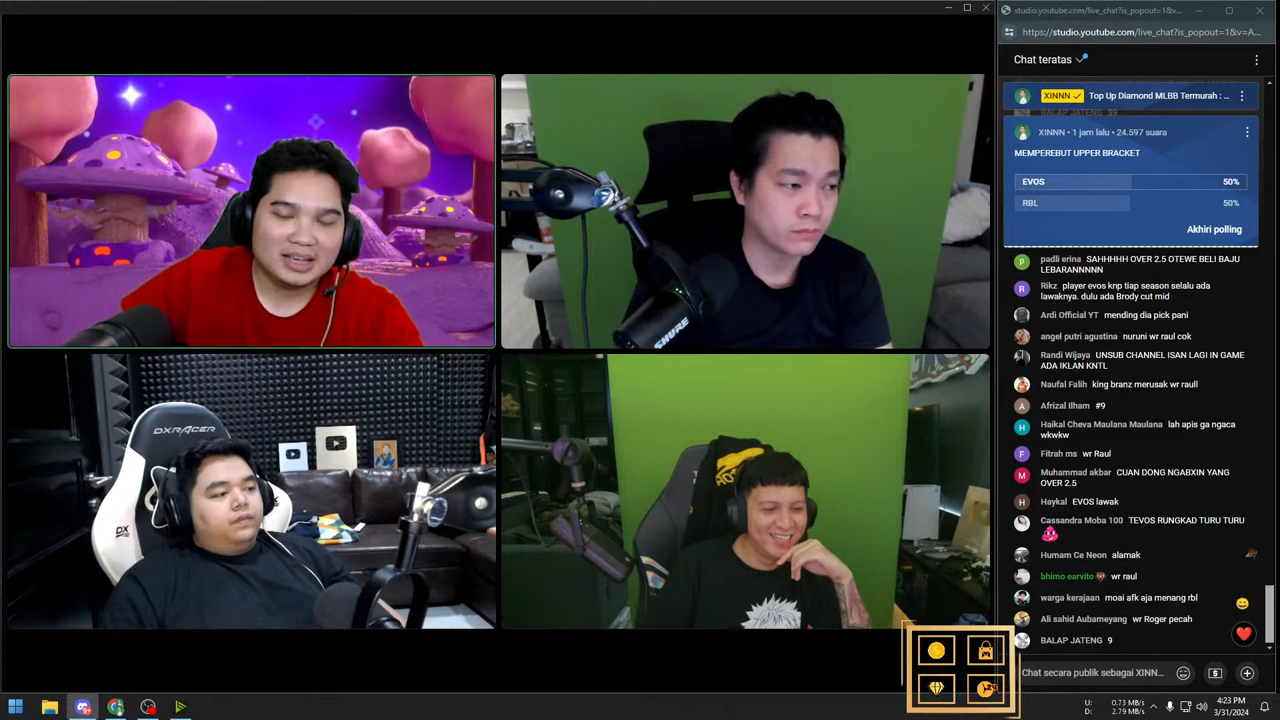 studio.youtube.com/live_chat?is_popout=1&v=...
https://studio.youtube.com/live_chat?is_popout=1&v=A...
Chat teratas
XINNN
Top Up Diamond MLBB Termurah : ...
BALAP JATENG 99
XINNN • 1 jam lalu • 24.597 suara
MEMPEREBUT UPPER BRACKET
EVOS 50%
RBL 50%
Akhiri polling
padli erina SAHHHHH OVER 2.5 OTEWE BELI BAJU
LEBARANNNNN
Rikz player evos knp tiap season selalu ada
lawaknya. dulu ada Brody cut mid
Ardi Official YT mending dia pick pani
angel putri agustina nuruni wr raul cok
Randi Wijaya UNSUB CHANNEL ISAN LAGI IN GAME
ADA IKLAN KNTL
Naufal Falih king branz merusak wr raull
Afrizal Ilham #9
Haikal Cheva Maulana Maulana lah apis ga ngaca
wkwkw
Fitrah ms wr Raul
Muhammad akbar CUAN DONG NGABXIN YANG
OVER 2.5
Haykal EVOS lawak
Cassandra Moba 100 TEVOS RUNGKAD TURU TURU
💩
Humam Ce Neon alamak
bhimo earvito wr raul
warga kerajaan moai afk aja menang rbl
Ali sahid Aubameyang wr Roger pecah
BALAP JATENG 9
Chat secara publik sebagai XINN...
SHURE
DXRACER
DX
U: 0.73 MB/s
D: 2.79 MB/s
4:23 PM
3/31/2024